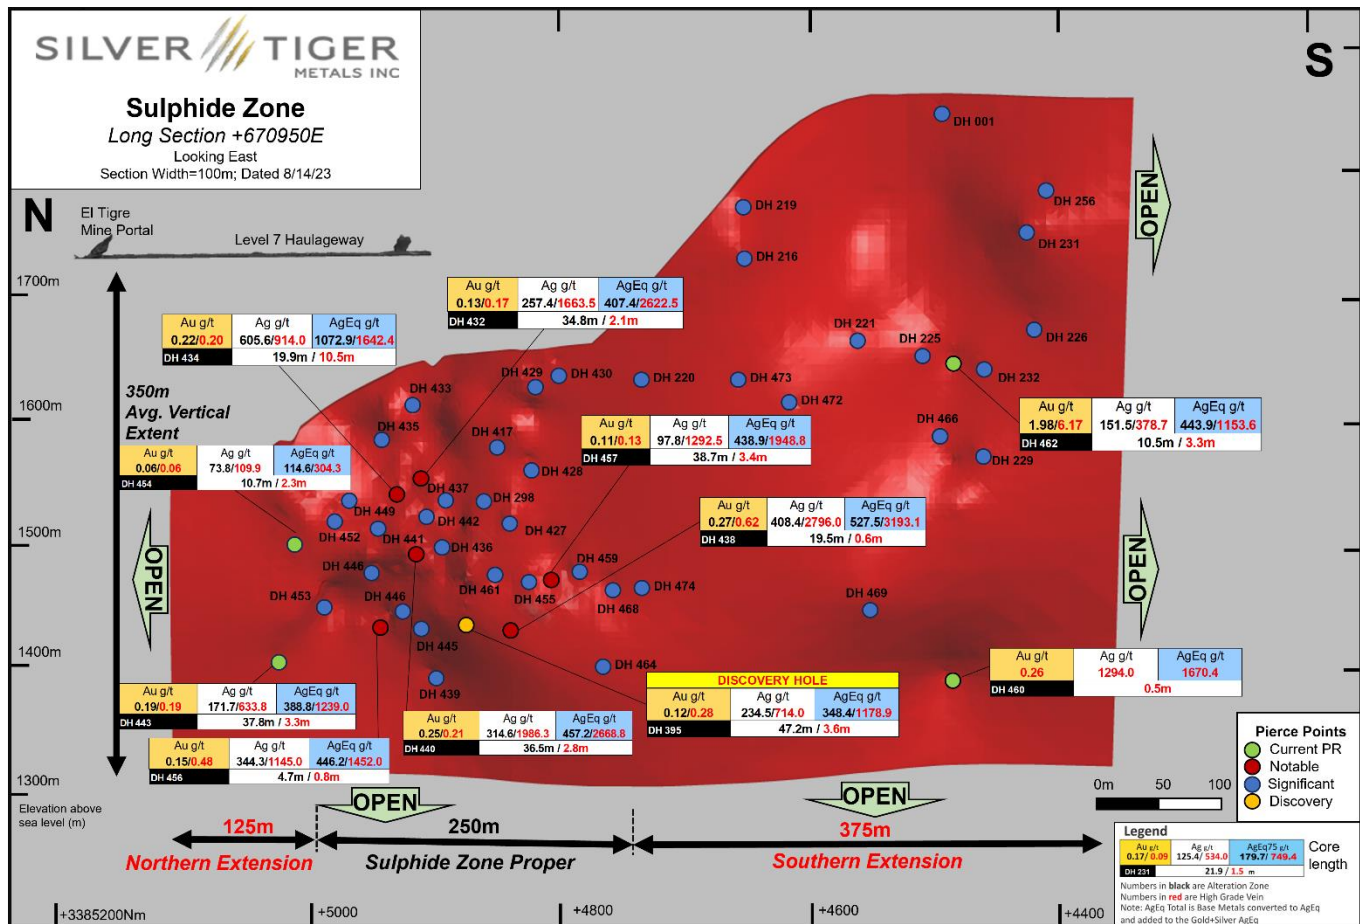 SILVER TIGER
METALS INC
Sulphide Zone
Long Section +670950E
Looking East
Section Width=100m; Dated 8/14/23
N
S
El Tigre
Mine Portal
Level 7 Haulageway
1700m
1600m
1500m
1400m
1300m
350m
Avg. Vertical
Extent
Elevation above
sea level (m)
Au g/t Ag g/t AgEq g/t
0.13/0.17 257.4/1663.5 407.4/2622.5
DH 432 34.8m / 2.1m
Au g/t Ag g/t AgEq g/t
0.22/0.20 605.6/914.0 1072.9/1642.4
DH 434 19.9m / 10.5m
Au g/t Ag g/t AgEq g/t
0.06/0.06 73.8/109.9 114.6/304.3
DH 454 10.7m / 2.3m
Au g/t Ag g/t AgEq g/t
0.11/0.13 97.8/1292.5 438.9/1948.8
DH 457 38.7m / 3.4m
Au g/t Ag g/t AgEq g/t
1.98/6.17 151.5/378.7 443.9/1153.6
DH 462 10.5m / 3.3m
Au g/t Ag g/t AgEq g/t
0.27/0.62 408.4/2796.0 527.5/3193.1
DH 438 19.5m / 0.6m
Au g/t Ag g/t AgEq g/t
0.26 1294.0 1670.4
DH 460 0.5m
DISCOVERY HOLE
Au g/t Ag g/t AgEq g/t
0.12/0.28 234.5/714.0 348.4/1178.9
DH 395 47.2m / 3.6m
Au g/t Ag g/t AgEq g/t
0.19/0.19 171.7/633.8 388.8/1239.0
DH 443 37.8m / 3.3m
Au g/t Ag g/t AgEq g/t
0.25/0.21 314.6/1986.3 457.2/2668.8
DH 440 36.5m / 2.8m
Au g/t Ag g/t AgEq g/t
0.15/0.48 344.3/1145.0 446.2/1452.0
DH 456 4.7m / 0.8m
DH 001
DH 256
DH 219
DH 231
DH 216
DH 226
DH 221
DH 225
DH 232
DH 429
DH 430
DH 220
DH 473
DH 472
DH 433
DH 435
DH 417
DH 466
DH 229
DH 428
DH 437
DH 298
DH 449
DH 442
DH 427
DH 452
DH 441
DH 436
DH 459
DH 446
DH 461
DH 455
DH 468
DH 474
DH 469
DH 453
DH 446
DH 445
DH 464
DH 439
OPEN
OPEN
OPEN
OPEN
OPEN
125m
Northern Extension
250m
Sulphide Zone Proper
375m
Southern Extension
Pierce Points
Current PR
Notable
Significant
Discovery
0m 50 100
Legend
Au g/t Ag g/t AgEq75 g/t
0.17/0.09 125.4/534.0 179.7/749.4
DH 231 21.9 / 1.5 m
Core
length
Numbers in black are Alteration Zone
Numbers in red are High Grade Vein
Note: AgEq Total is Base Metals converted to AgEq
and added to the Gold+Silver AgEq
+3385200Nm
+5000
+4800
+4600
+4400